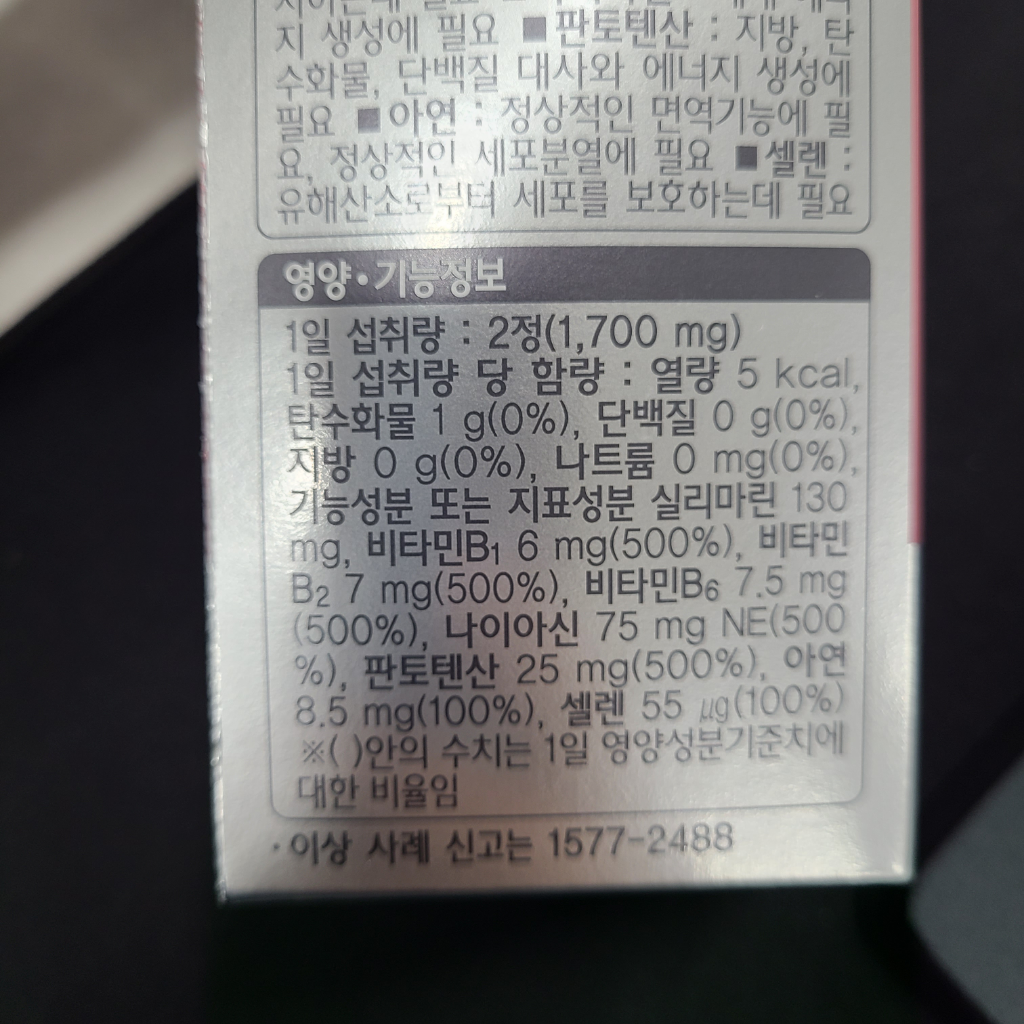 지 생성에 필요 ■판토텐산 : 지방, 탄
수화물, 단백질 대사와 에너지 생성에
필요 ■아연 : 정상적인 면역기능에 필
요, 정상적인 세포분열에 필요 ■셀렌 :
유해산소로부터 세포를 보호하는데 필요
영양·기능정보
1일 섭취량 : 2정(1,700 mg)
1일 섭취량 당 함량 : 열량 5 kcal,
탄수화물 1 g(0%), 단백질 0 g(0%),
지방 0 g(0%), 나트륨 0 mg(0%),
기능성분 또는 지표성분 실리마린 130
mg, 비타민B1 6 mg(500%), 비타민
B2 7 mg(500%), 비타민B6 7.5 mg
(500%), 나이아신 75 mg NE(500
%), 판토텐산 25 mg(500%), 아연
8.5 mg(100%), 셀렌 55 μg(100%)
※( )안의 수치는 1일 영양성분기준치에
대한 비율임
·이상 사례 신고는 1577-2488